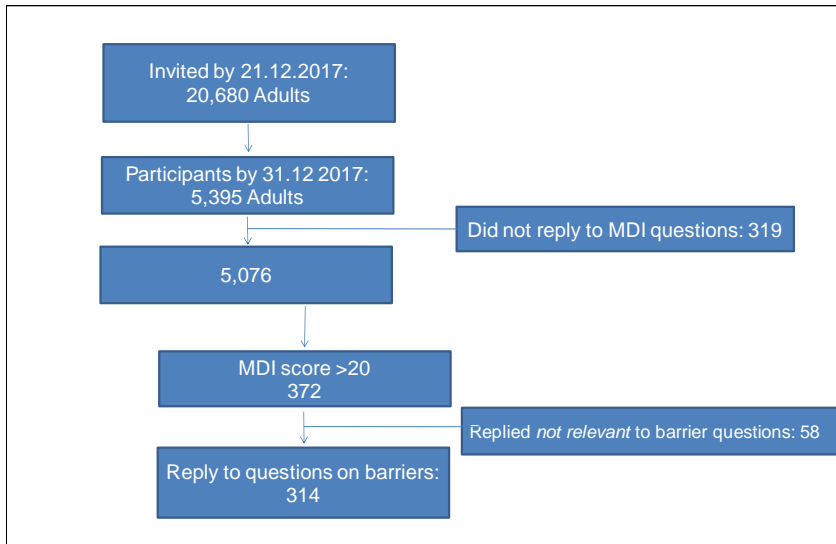 Invited by 21.12.2017:
20,680 Adults
Participants by 31.12 2017:
5,395 Adults
Did not reply to MDI questions: 319
5,076
MDI score >20
372
Replied not relevant to barrier questions: 58
Reply to questions on barriers:
314